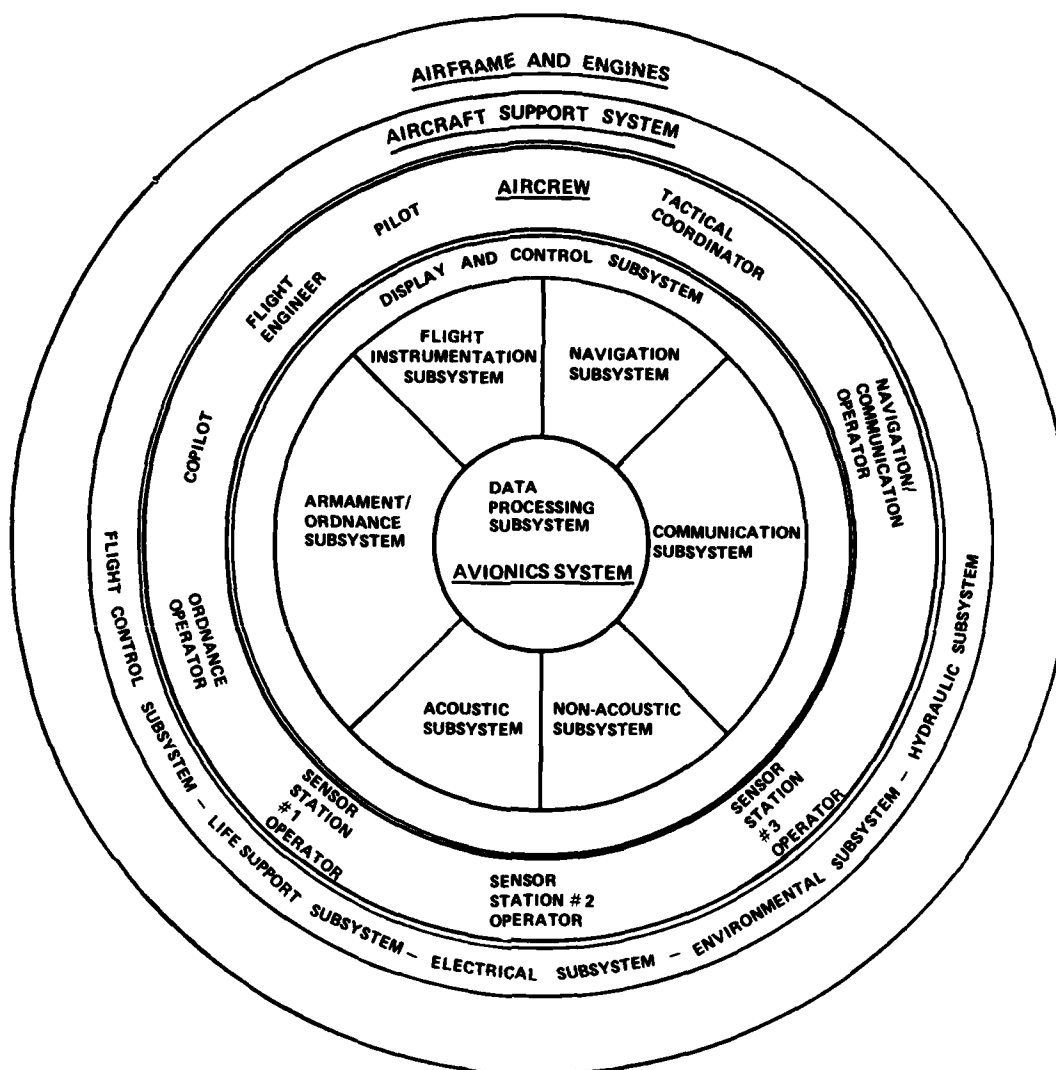 AIRFRAME AND ENGINES
AIRCRAFT SUPPORT SYSTEM
AIRCREW
PILOT
TACTICAL
COORDINATOR
FLIGHT
ENGINEER
DISPLAY AND CONTROL SUBSYSTEM
FLIGHT
INSTRUMENTATION
SUBSYSTEM
NAVIGATION
SUBSYSTEM
COPILOT
NAVIGATION/
COMMUNICATION
OPERATOR
ARMAMENT/
ORDNANCE
SUBSYSTEM
DATA
PROCESSING
SUBSYSTEM
AVIONICS SYSTEM
COMMUNICATION
SUBSYSTEM
ORDNANCE
OPERATOR
ACOUSTIC
SUBSYSTEM
NON-ACOUSTIC
SUBSYSTEM
SENSOR
STATION
#1
OPERATOR
SENSOR
STATION #2
OPERATOR
SENSOR
STATION
#3
OPERATOR
FLIGHT CONTROL SUBSYSTEM – LIFE SUPPORT SUBSYSTEM – ELECTRICAL SUBSYSTEM – ENVIRONMENTAL SUBSYSTEM – HYDRAULIC SUBSYSTEM